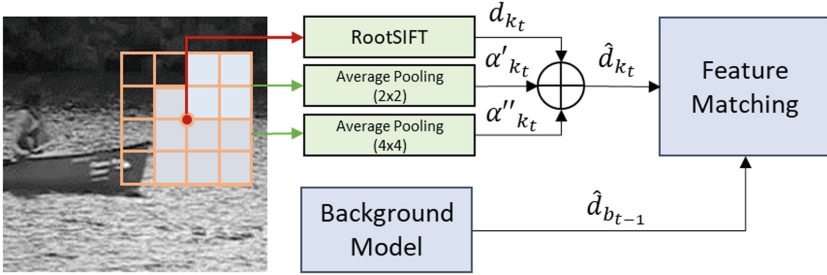 RootSIFT
d_{k_t}
Average Pooling
(2x2)
α'_{k_t}
Average Pooling
(4x4)
α''_{k_t}
d̂_{k_t}
Feature
Matching
Background
Model
d̂_{b_{t-1}}